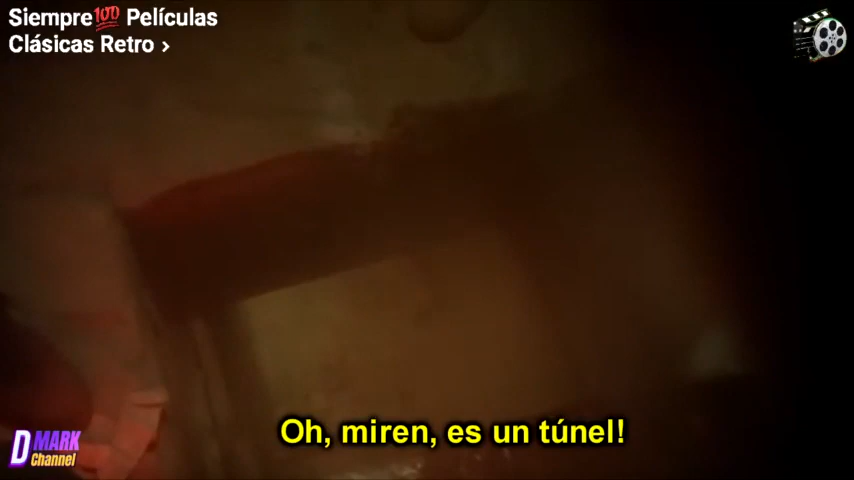 Siempre💯 Películas
Clásicas Retro ›
D MARK
Channel
Oh, miren, es un túnel!